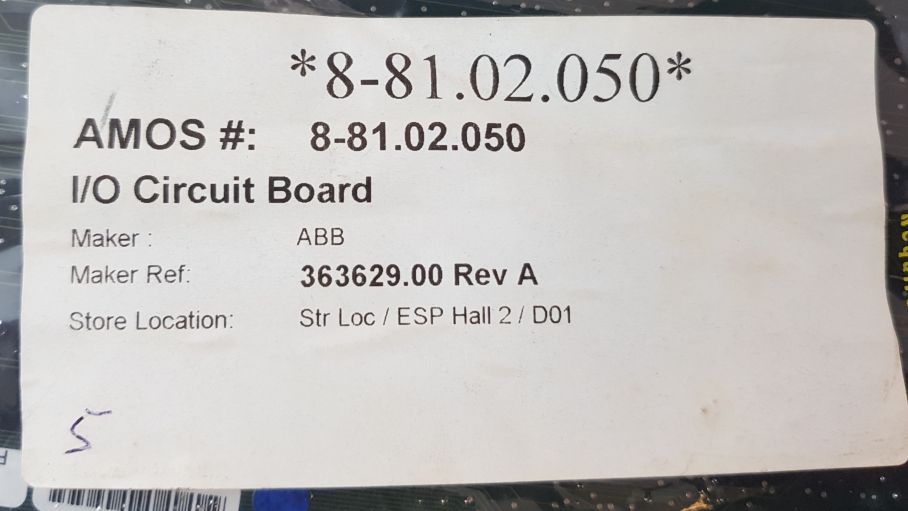 *8-81.02.050*
AMOS #: 8-81.02.050
I/O Circuit Board
Maker : ABB
Maker Ref: 363629.00 Rev A
Store Location: Str Loc / ESP Hall 2 / D01
5